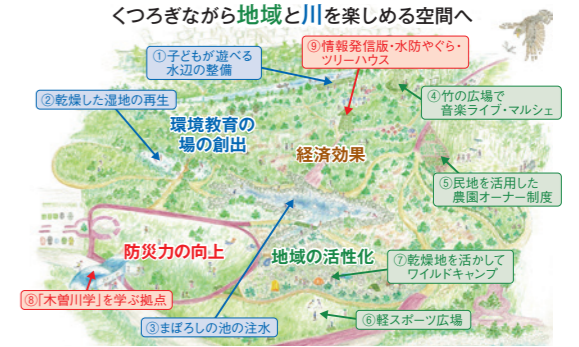 くつろぎながら地域と川を楽しめる空間へ
①子どもが遊べる
水辺の整備
⑨情報発信版・水防やぐら・
ツリーハウス
②乾燥した湿地の再生
④竹の広場で
音楽ライブ・マルシェ
環境教育の
場の創出
経済効果
⑤民地を活用した
農園オーナー制度
防災力の向上
地域の活性化
⑦乾燥地を活かして
ワイルドキャンプ
⑧「木曽川学」を学ぶ拠点
③まぼろしの池の注水
⑥軽スポーツ広場